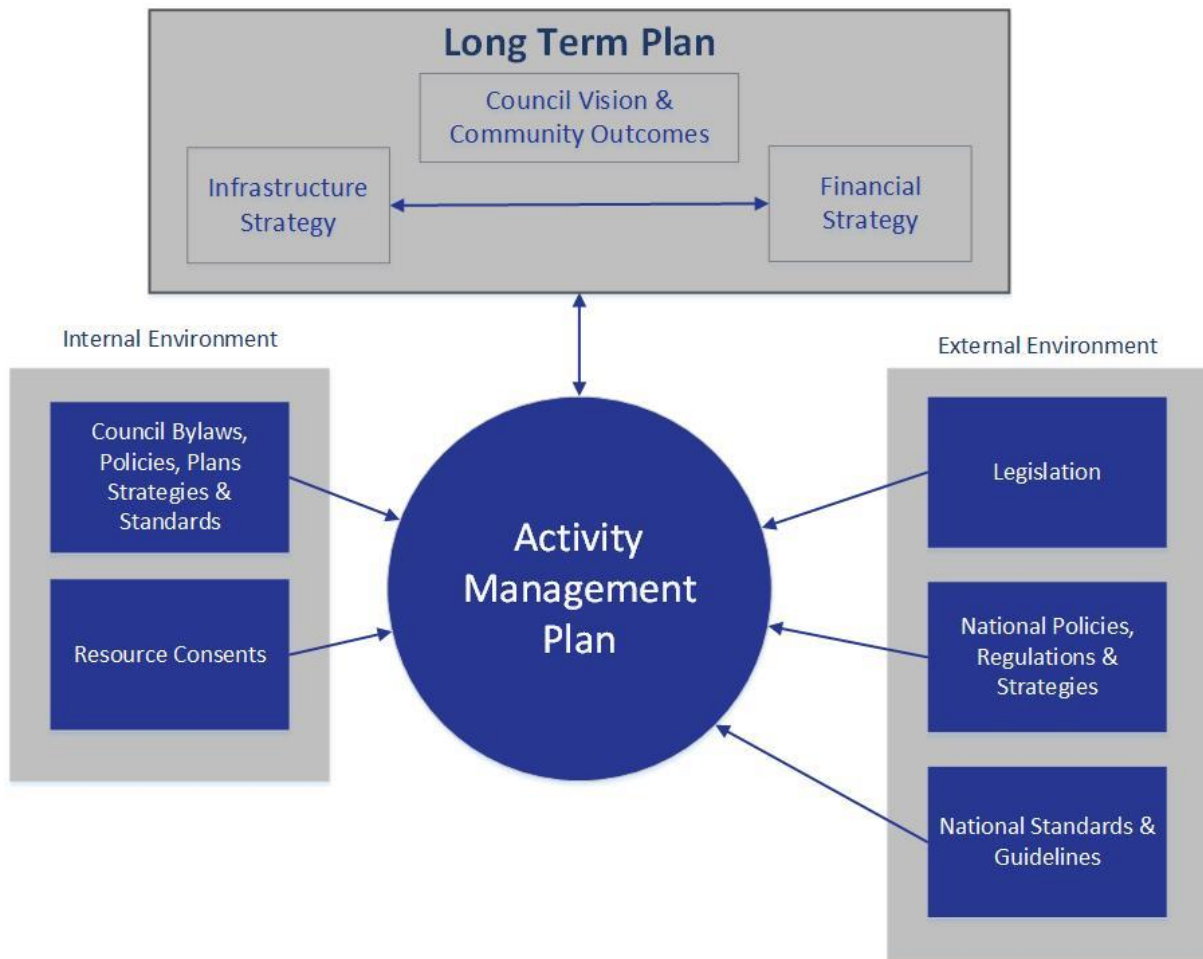 Long Term Plan
Council Vision &
Community Outcomes
Infrastructure
Strategy
Financial
Strategy
Internal Environment
External Environment
Council Bylaws,
Policies, Plans
Strategies &
Standards
Resource Consents
Activity
Management
Plan
Legislation
National Policies,
Regulations &
Strategies
National Standards &
Guidelines